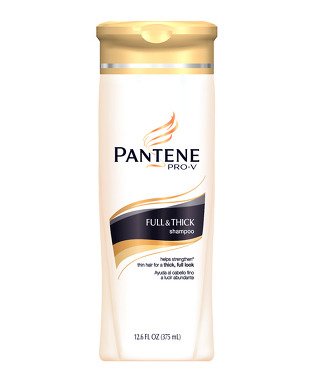 PANTENE
PRO-V
FULL & THICK
shampoo
helps strengthen*
thin hair for a thick, full look
Ayuda al cabello fino
a lucir abundante
12.6 FL OZ (375 mL)